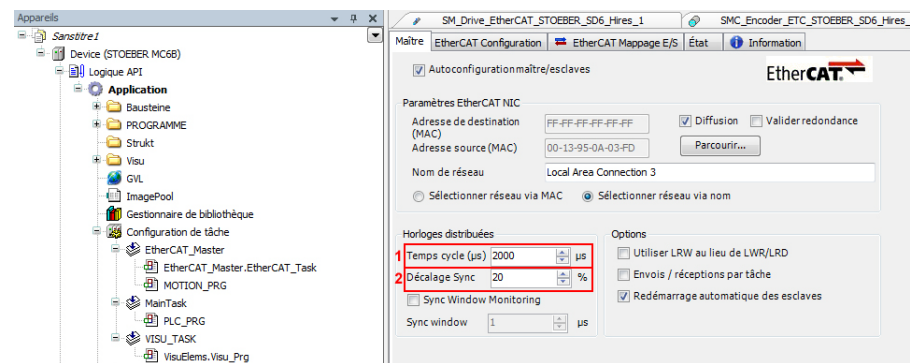 Appareils
Sanstitre1
Device (STOEBER MC6B)
Logique API
Application
Bausteine
PROGRAMME
Strukt
Visu
GVL
ImagePool
Gestionnaire de bibliothèque
Configuration de tâche
EtherCAT_Master
EtherCAT_Master.EtherCAT_Task
MOTION_PRG
MainTask
PLC_PRG
VISU_TASK
VisuElems.Visu_Prg
SM_Drive_EtherCAT_STOEBER_SD6_Hires_1 SMC_Encoder_ETC_STOEBER_SD6_Hires_
Maître EtherCAT Configuration EtherCAT Mappage E/S État Information
Autoconfiguration maître/esclaves
EtherCAT
Paramètres EtherCAT NIC
Adresse de destination (MAC) FF-FF-FF-FF-FF-FF Diffusion Valider redondance
Adresse source (MAC) 00-13-95-0A-03-FD Parcourir...
Nom de réseau Local Area Connection 3
Sélectionner réseau via MAC Sélectionner réseau via nom
Horloges distribuées
1 Temps cycle (µs) 2000 µs
2 Décalage Sync 20 %
Sync Window Monitoring
Sync window 1 µs
Options
Utiliser LRW au lieu de LWR/LRD
Envois / réceptions par tâche
Redémarrage automatique des esclaves